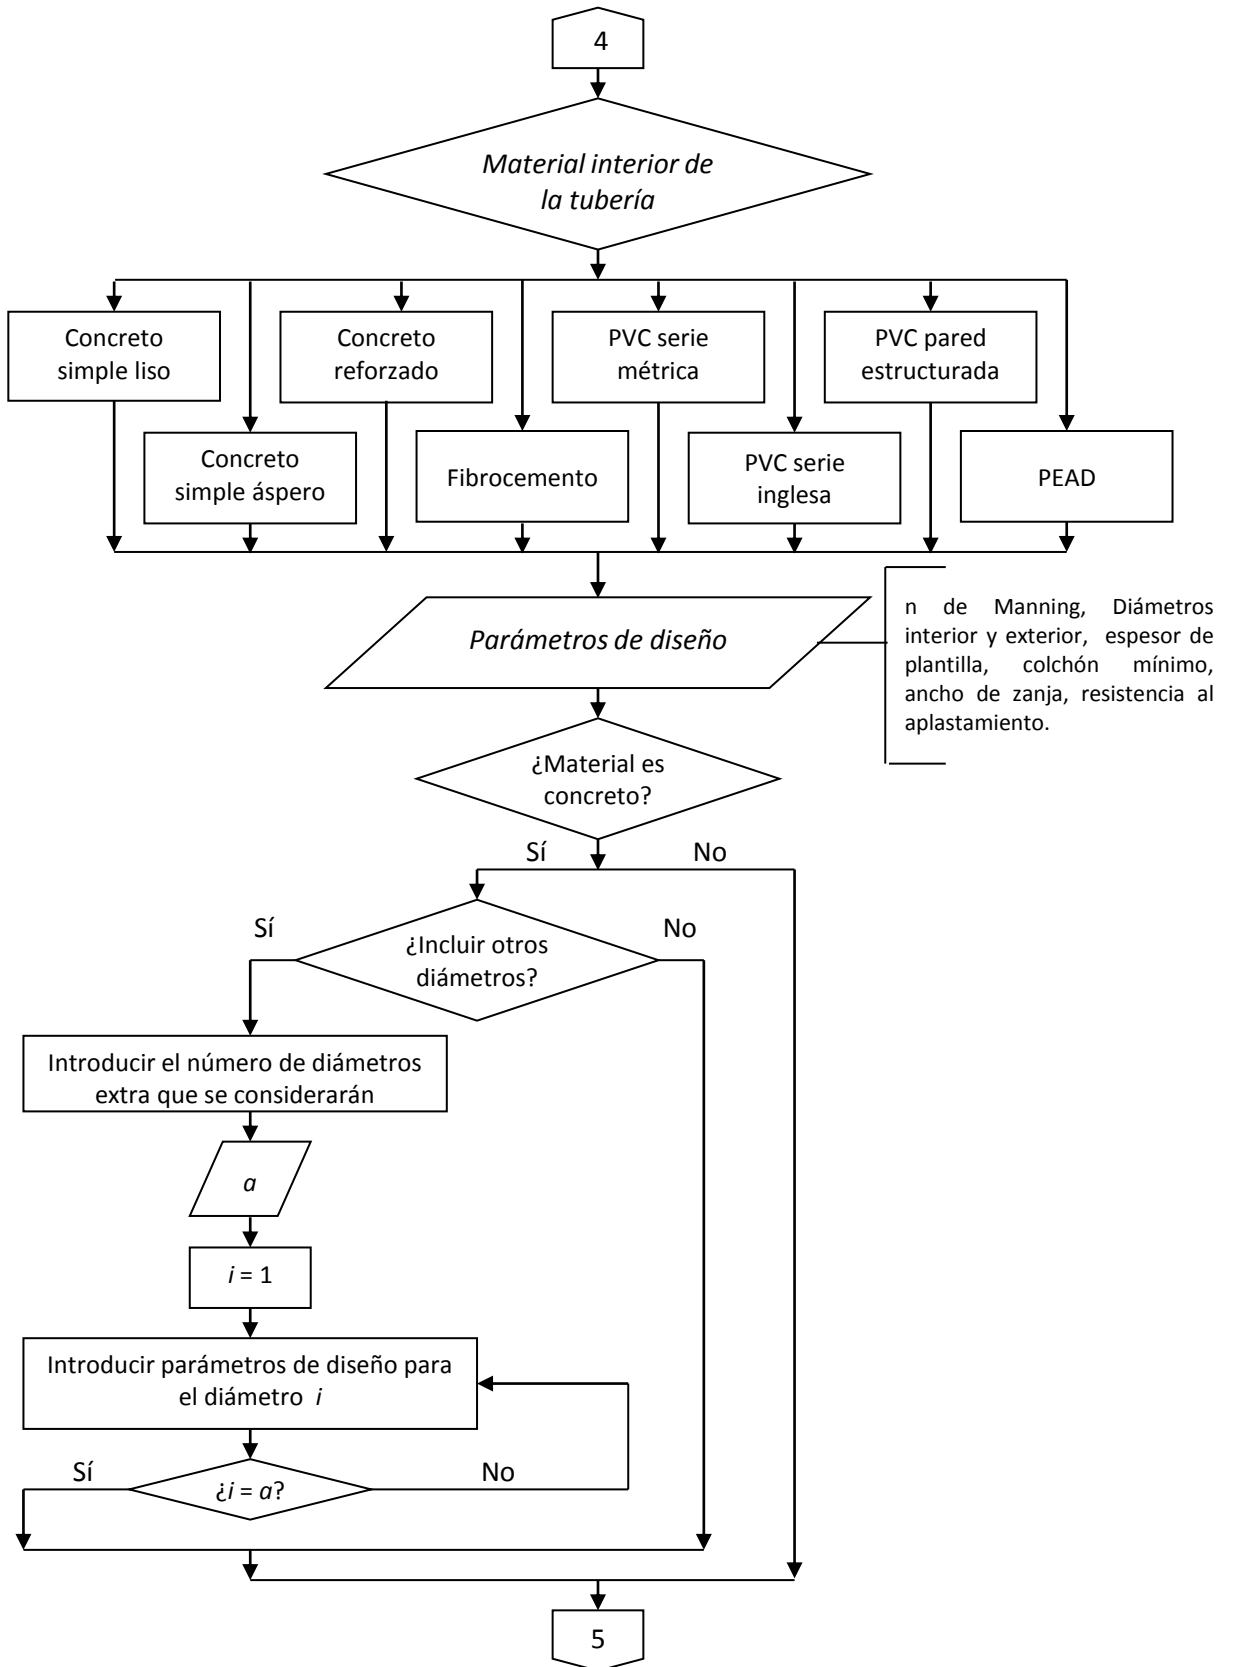 4
Material interior de
la tubería
Concreto
simple liso
Concreto
reforzado
PVC serie
métrica
PVC pared
estructurada
Concreto
simple áspero
Fibrocemento
PVC serie
inglesa
PEAD
Parámetros de diseño
n de Manning, Diámetros
interior y exterior, espesor de
plantilla, colchón mínimo,
ancho de zanja, resistencia al
aplastamiento.
¿Material es
concreto?
Sí
No
¿Incluir otros
diámetros?
Sí
No
Introducir el número de diámetros
extra que se considerarán
a
i = 1
Introducir parámetros de diseño para
el diámetro i
Sí
¿i = a?
No
5